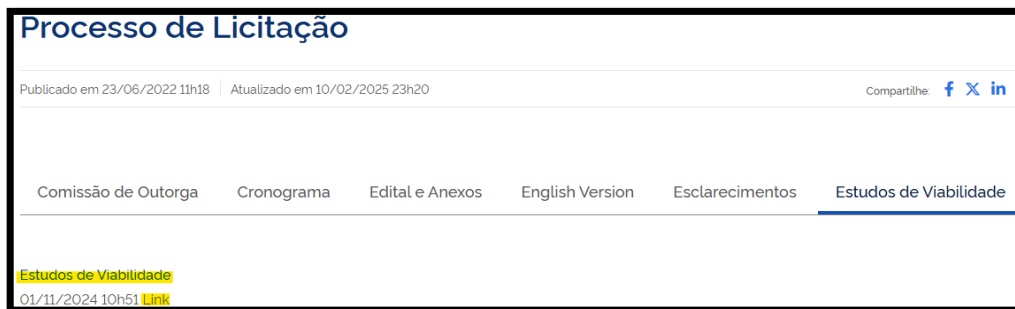 Processo de Licitação
Publicado em 23/06/2022 11h18 Atualizado em 10/02/2025 23h20 Compartilhe:
Comissão de Outorga Cronograma Edital e Anexos English Version Esclarecimentos Estudos de Viabilidade
Estudos de Viabilidade
01/11/2024 10h51 Link